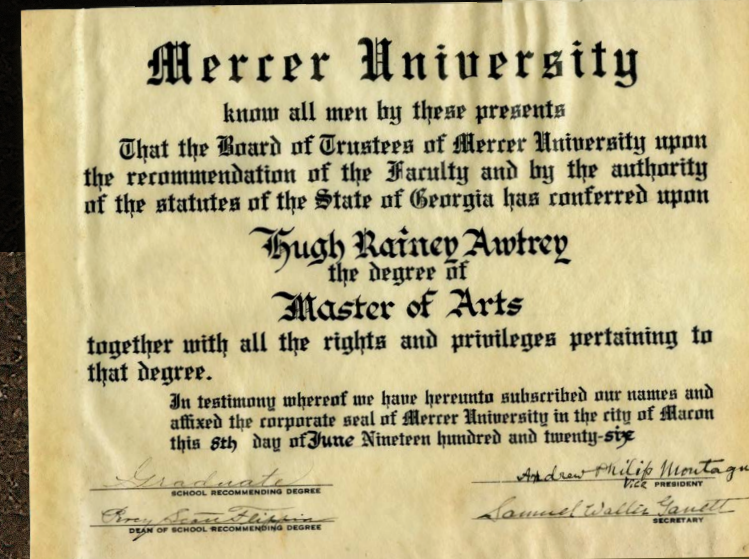 Mercer University
know all men by these presents
That the Board of Trustees of Mercer University upon
the recommendation of the Faculty and by the authority
of the statutes of the State of Georgia has conferred upon
Hugh Rainey Awtrey
the degree of
Master of Arts
together with all the rights and privileges pertaining to
that degree.
In testimony whereof we have hereunto subscribed our names and
affixed the corporate seal of Mercer University in the city of Macon
this 8th day of June Nineteen hundred and twenty-six
Graduate
SCHOOL RECOMMENDING DEGREE
Andrew Philip Montagu
Vice PRESIDENT
Percy Scott Flippin
DEAN OF SCHOOL RECOMMENDING DEGREE
Samuel Walter Garrett
SECRETARY